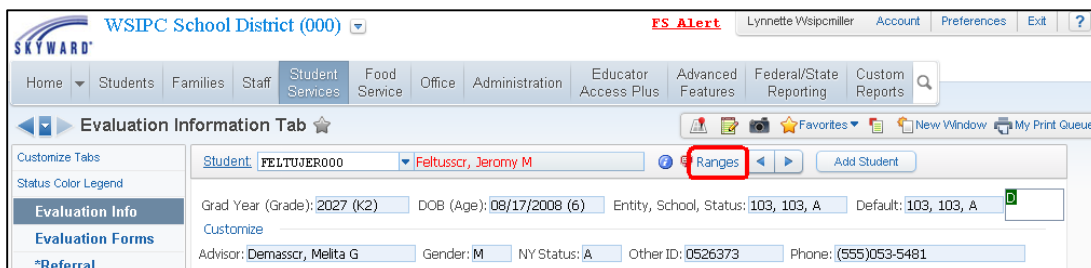 WSIPC School District (000) FS Alert Lynnette Wsipcmiller Account Preferences Exit ?
SKYWARD
Home Students Families Staff Student Services Food Service Office Administration Educator Access Plus Advanced Features Federal/State Reporting Custom Reports
Evaluation Information Tab Favorites New Window My Print Queue
Customize Tabs
Student: FELTUJER000 Feltusscr, Jeromy M Ranges Add Student
Status Color Legend
Evaluation Info
Grad Year (Grade): 2027 (K2) DOB (Age): 08/17/2008 (6) Entity, School, Status: 103, 103, A Default: 103, 103, A D
Customize
Evaluation Forms
Advisor: Demasscr, Melita G Gender: M NY Status: A Other ID: 0526373 Phone: (555)053-5481
*Referral